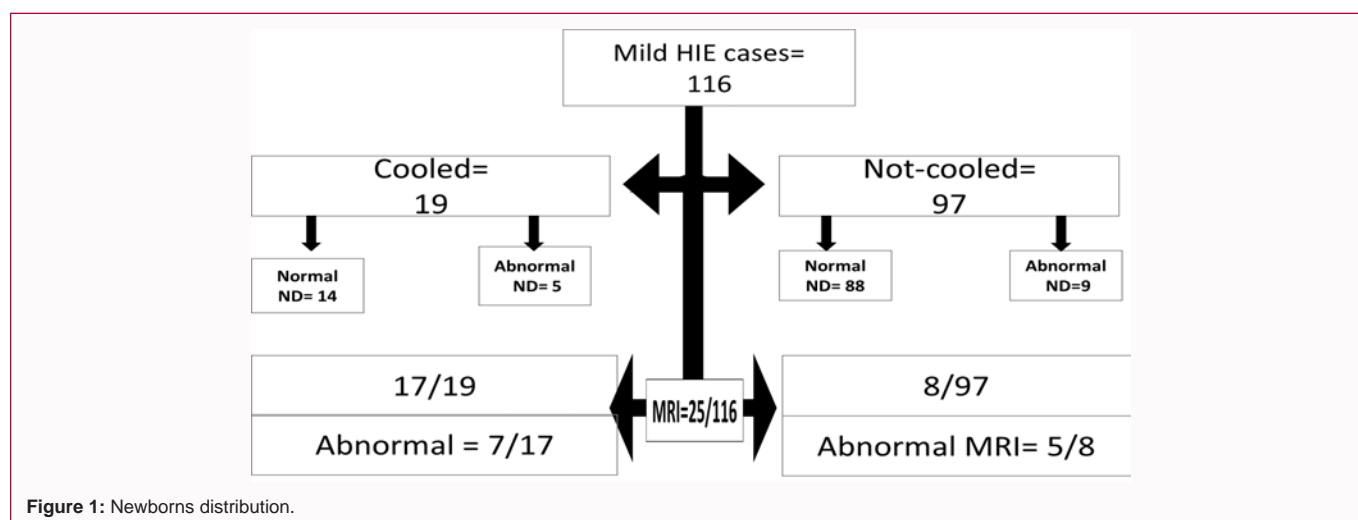 Mild HIE cases=
116
Cooled=
19
Not-cooled=
97
Normal
ND= 14
Abnormal
ND= 5
Normal
ND= 88
Abnormal
ND=9
17/19
Abnormal = 7/17
MRI=25/116
8/97
Abnormal MRI= 5/8
Figure 1: Newborns distribution.